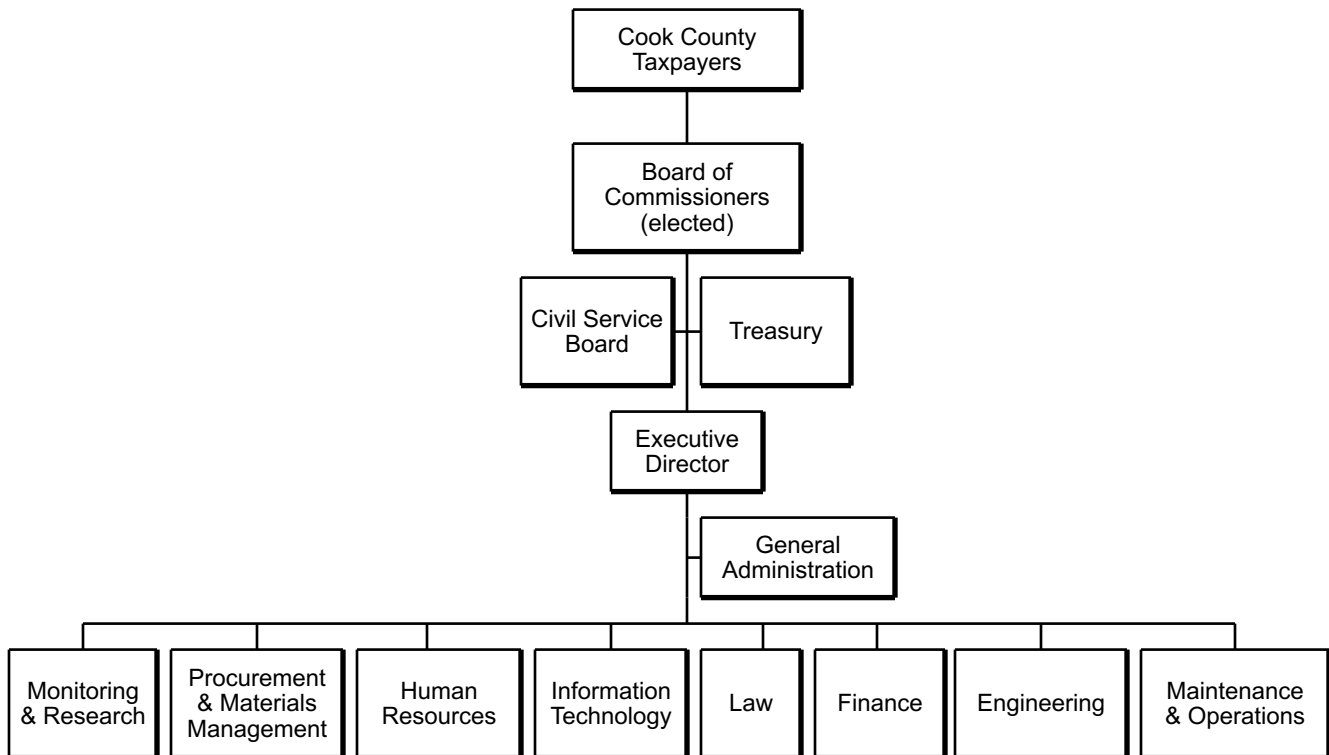 Cook County
Taxpayers
Board of
Commissioners
(elected)
Civil Service
Board
Treasury
Executive
Director
General
Administration
Monitoring
& Research
Procurement
& Materials
Management
Human
Resources
Information
Technology
Law
Finance
Engineering
Maintenance
& Operations